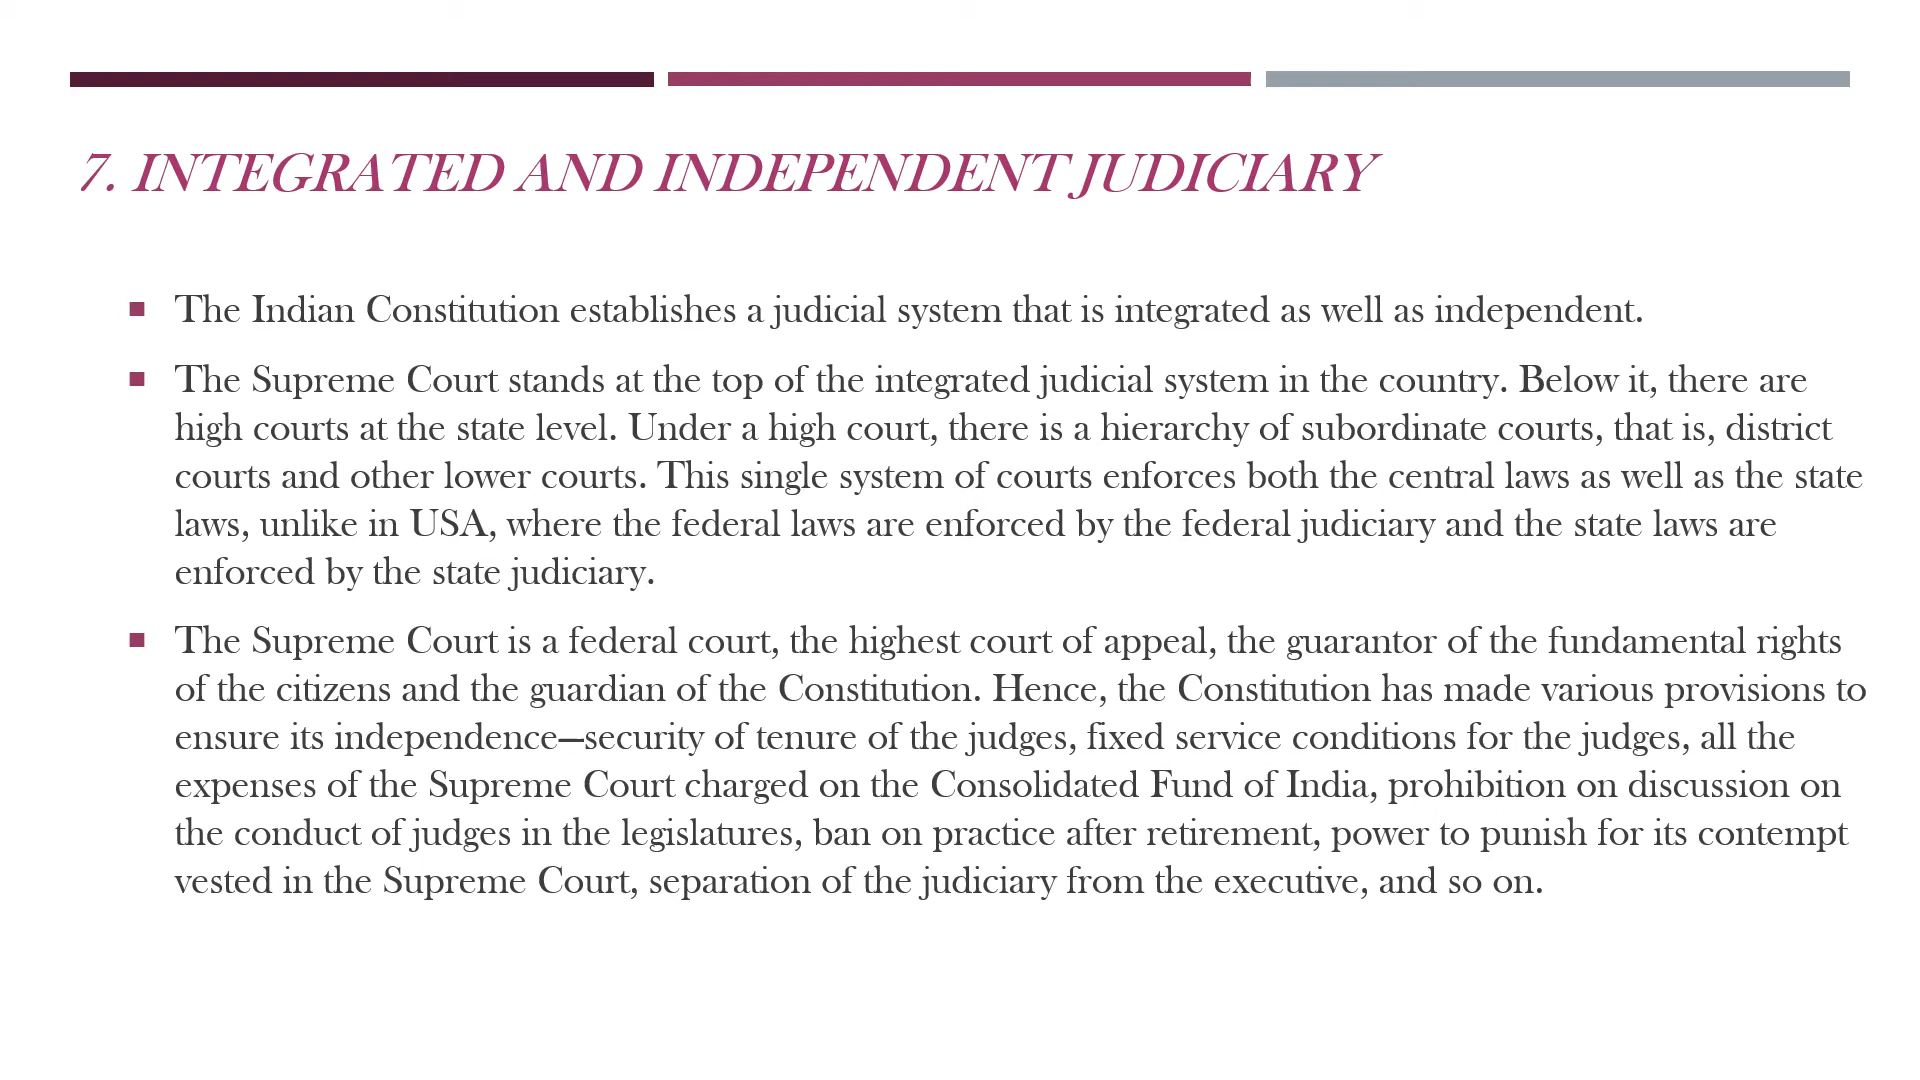 7. INTEGRATED AND INDEPENDENT JUDICIARY
▪ The Indian Constitution establishes a judicial system that is integrated as well as independent.
▪ The Supreme Court stands at the top of the integrated judicial system in the country. Below it, there are
high courts at the state level. Under a high court, there is a hierarchy of subordinate courts, that is, district
courts and other lower courts. This single system of courts enforces both the central laws as well as the state
laws, unlike in USA, where the federal laws are enforced by the federal judiciary and the state laws are
enforced by the state judiciary.
▪ The Supreme Court is a federal court, the highest court of appeal, the guarantor of the fundamental rights
of the citizens and the guardian of the Constitution. Hence, the Constitution has made various provisions to
ensure its independence—security of tenure of the judges, fixed service conditions for the judges, all the
expenses of the Supreme Court charged on the Consolidated Fund of India, prohibition on discussion on
the conduct of judges in the legislatures, ban on practice after retirement, power to punish for its contempt
vested in the Supreme Court, separation of the judiciary from the executive, and so on.